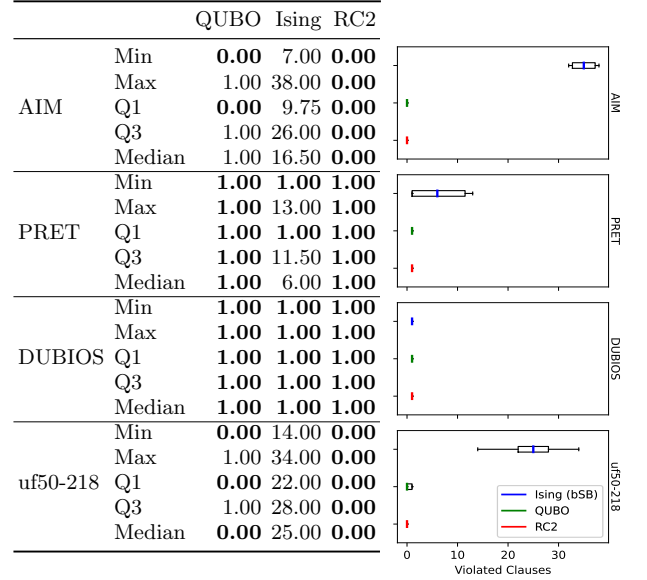 QUBO Ising RC2
Min 0.00 7.00 0.00
Max 1.00 38.00 0.00
AIM Q1 0.00 9.75 0.00
Q3 1.00 26.00 0.00
Median 1.00 16.50 0.00
Min 1.00 1.00 1.00
Max 1.00 13.00 1.00
PRET Q1 1.00 1.00 1.00
Q3 1.00 11.50 1.00
Median 1.00 6.00 1.00
Min 1.00 1.00 1.00
Max 1.00 1.00 1.00
DUBIOS Q1 1.00 1.00 1.00
Q3 1.00 1.00 1.00
Median 1.00 1.00 1.00
Min 0.00 14.00 0.00
Max 1.00 34.00 0.00
uf50-218 Q1 0.00 22.00 0.00
Q3 1.00 28.00 0.00
Median 0.00 25.00 0.00
AIM
PRET
DUBIOS
uf50-218
Ising (bSB)
QUBO
RC2
0 10 20 30
Violated Clauses